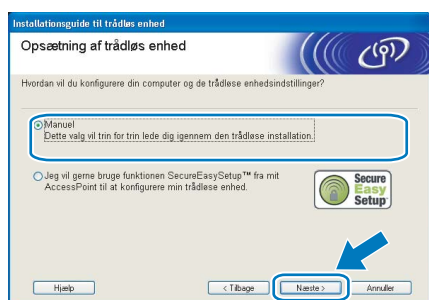 Installationsguide til trådløs enhed
Opsætning af trådløs enhed
Hvordan vil du konfigurere din computer og de trådløse enhedsindstillinger?
Manuel
Dette valg vil trin for trin lede dig igennem den trådløse installation.
Jeg vil gerne bruge funktionen SecureEasySetup™ fra mit
AccessPoint til at konfigurere min trådløse enhed.
Secure
Easy
Setup
Hjælp
< Tilbage
Næste >
Annuller